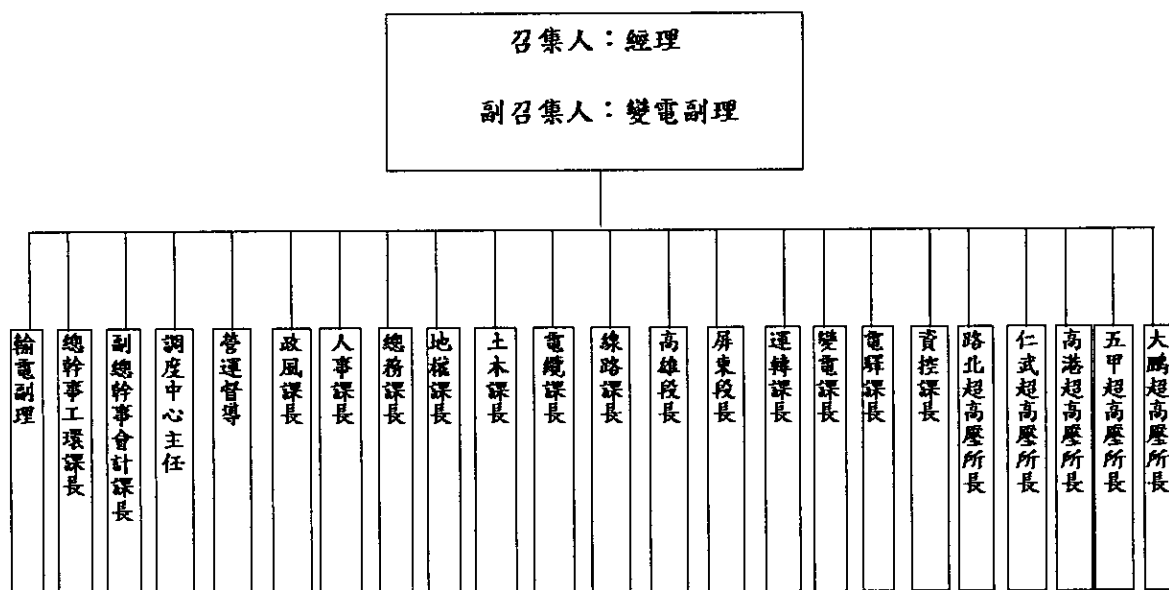 召集人：經理
副召集人：變電副理
輸電副理
總幹事工環課長
副總幹事會計課長
調度中心主任
營運督導
政風課長
人事課長
總務課長
地權課長
土木課長
電纜課長
線路課長
高雄段長
屏東段長
運轉課長
變電課長
電驛課長
資控課長
路北超高壓所長
仁武超高壓所長
高港超高壓所長
五甲超高壓所長
大鵬超高壓所長